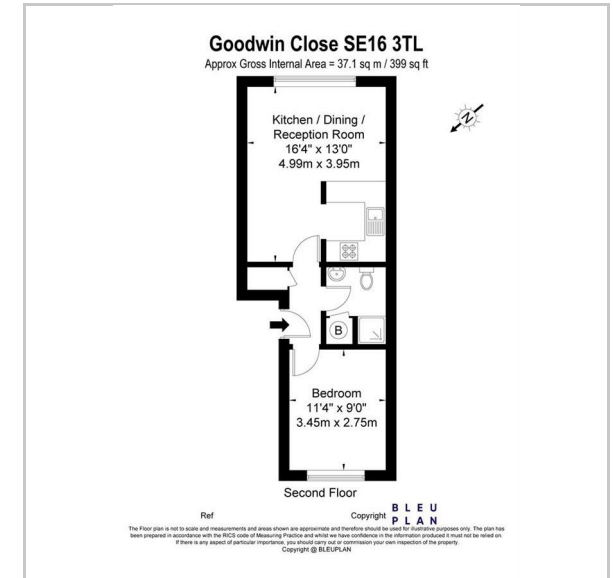 Goodwin Close SE16 3TL
Approx Gross Internal Area = 37.1 sq m / 399 sq ft
N
Kitchen / Dining /
Reception Room
16'4" x 13'0"
4.99m x 3.95m
B
Bedroom
11'4" x 9'0"
3.45m x 2.75m
Second Floor
Ref
Copyright
BLEU
PLAN
The Floor plan is not to scale and measurements and areas shown are approximate and therefore should be used for illustrative purposes only. The plan has
been prepared in accordance with the RICS code of Measuring Practice and whilst we have confidence in the information produced it must not be relied on.
If there is any aspect of particular importance, you should carry out or commission your own inspection of the property.
Copyright @ BLEUPLAN